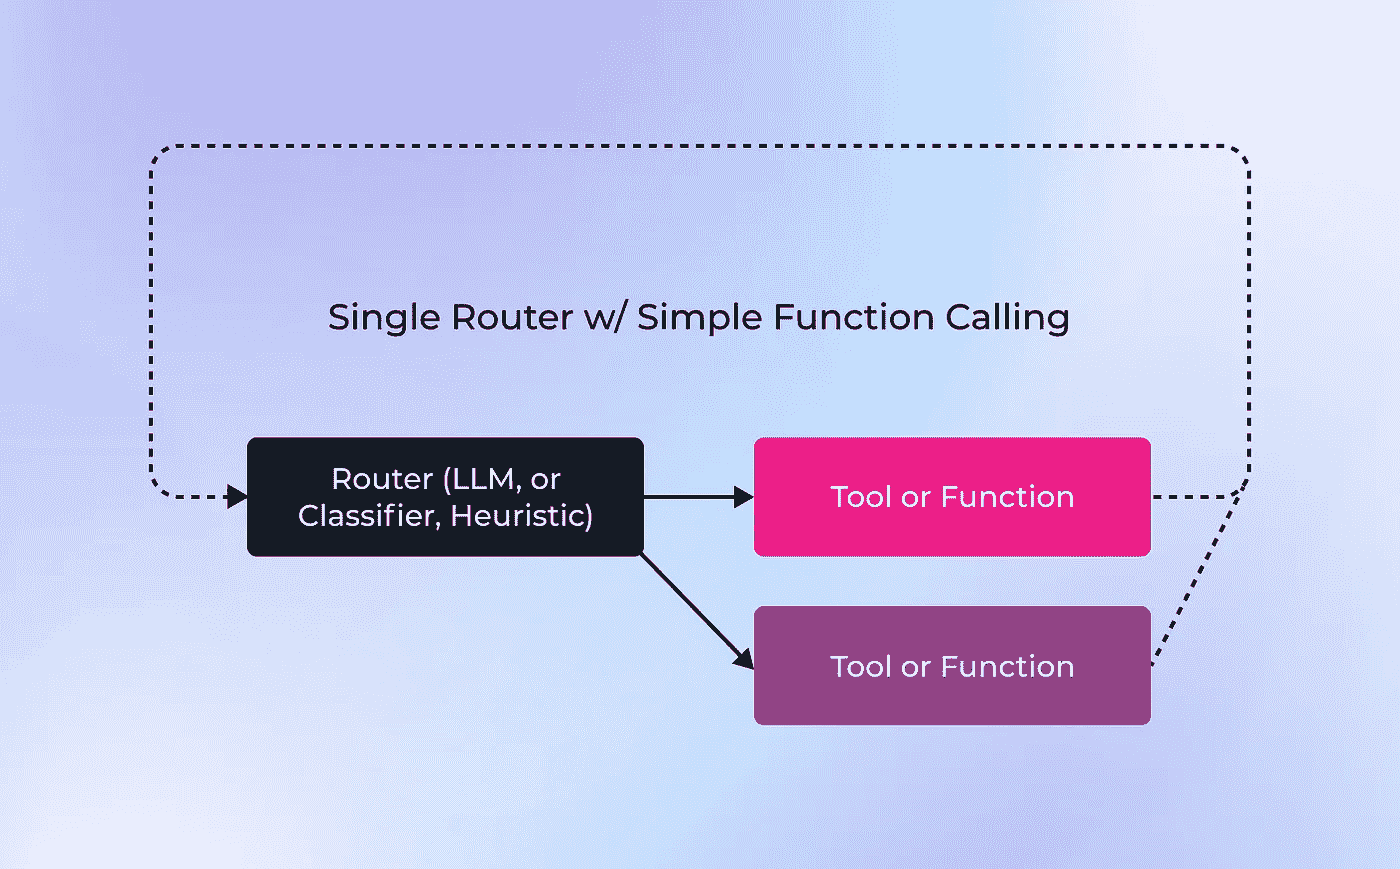 Single Router w/ Simple Function Calling
Router (LLM, or
Classifier, Heuristic)
Tool or Function
Tool or Function